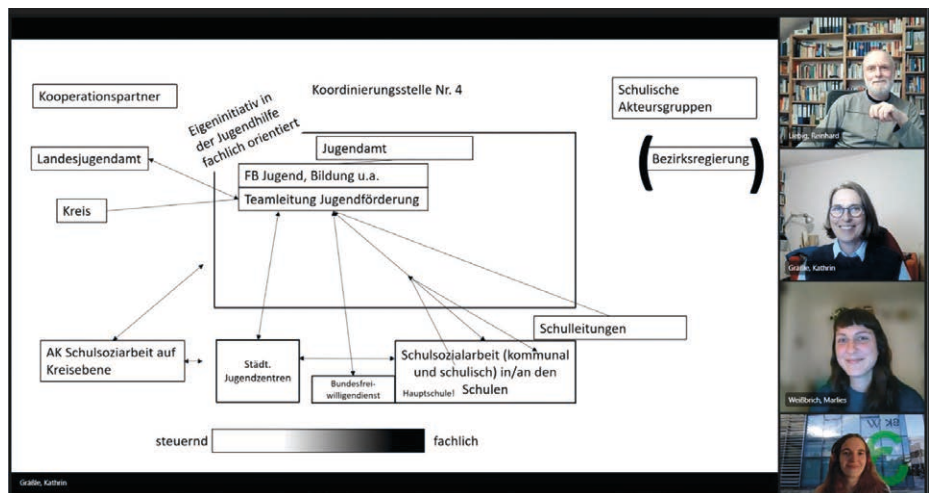 Kooperationspartner
Koordinierungsstelle Nr. 4
Schulische
Akteursgruppen
Eigeninitiativ in
der Jugendhilfe
fachlich orientiert
Jugendamt
Landesjugendamt
(Bezirksregierung)
FB Jugend, Bildung u.a.
Teamleitung Jugendförderung
Kreis
Schulleitungen
AK Schulsoziarbeit auf
Kreisebene
Städt.
Jugendzentren
Bundesfrei-
willigendienst
Schulsozialarbeit (kommunal
und schulisch) in/an den
Hauptschule! Schulen
steuernd
fachlich
Gräßle, Kathrin
Liebig, Reinhard
Gräßle, Kathrin
Weißbrich, Marlies